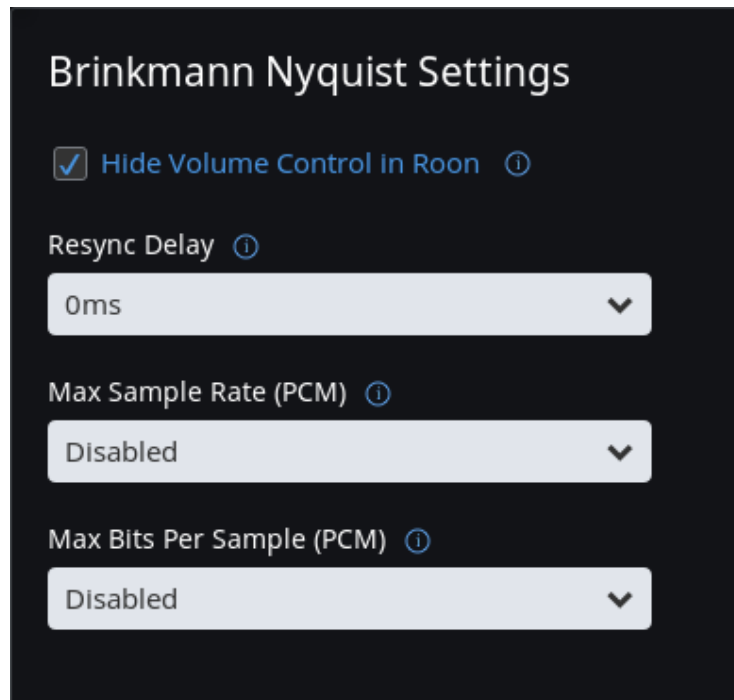 Brinkmann Nyquist Settings
Hide Volume Control in Roon
Resync Delay
0ms
Max Sample Rate (PCM)
Disabled
Max Bits Per Sample (PCM)
Disabled